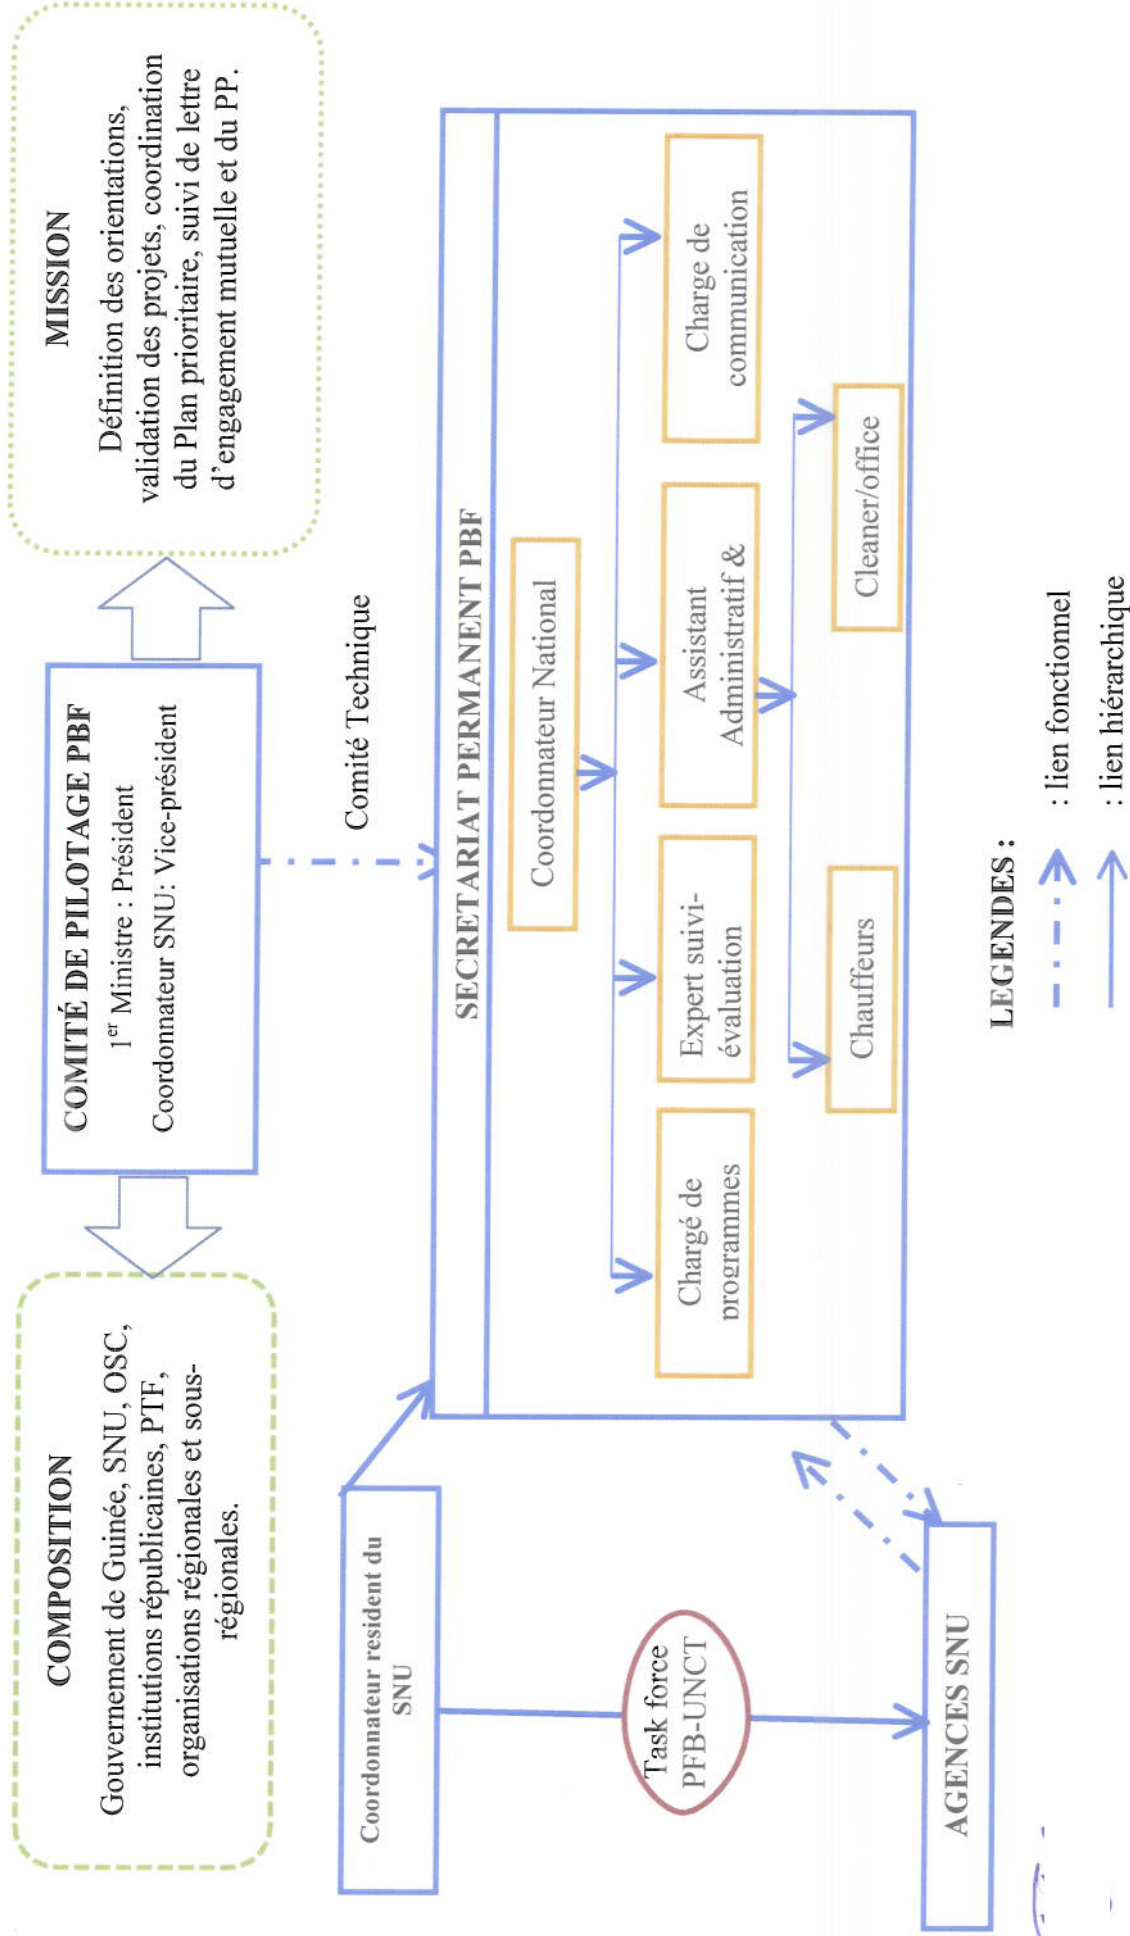 COMPOSITION
Gouvernement de Guinée, SNU, OSC,
institutions républicaines, PTF,
organisations régionales et sous-
régionales.
COMITÉ DE PILOTAGE PBF
1er Ministre : Président
Coordonnateur SNU: Vice-président
MISSION
Définition des orientations,
validation des projets, coordination
du Plan prioritaire, suivi de lettre
d'engagement mutuelle et du PP.
Comité Technique
Coordonnateur resident du
SNU
SECRETARIAT PERMANENT PBF
Coordonnateur National
Chargé de
programmes
Expert suivi-
évaluation
Assistant
Administratif &
Charge de
communication
Chauffeurs
Cleaner/office
Task force
PFB-UNCT
AGENCES SNU
LEGENDES :
: lien fonctionnel
: lien hiérarchique